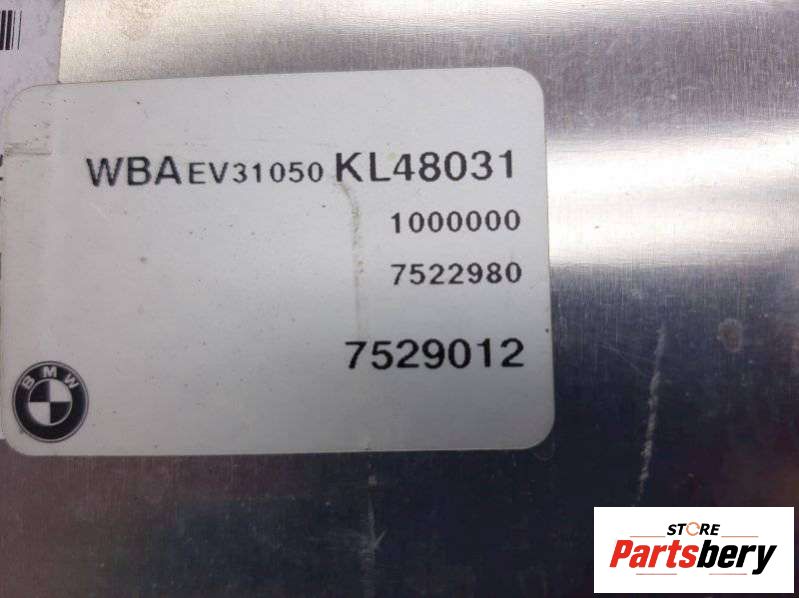 WBAEV31050KL48031
1000000
7522980
7529012
BMW
STORE
Partsbery